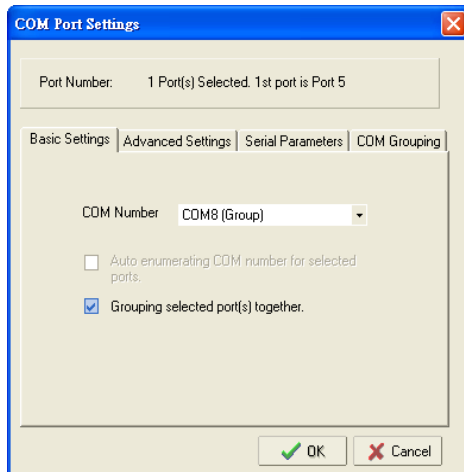 COM Port Settings
Port Number: 1 Port(s) Selected. 1st port is Port 5
Basic Settings Advanced Settings Serial Parameters COM Grouping
COM Number COM8 (Group)
Auto enumerating COM number for selected
ports.
Grouping selected port(s) together.
OK Cancel